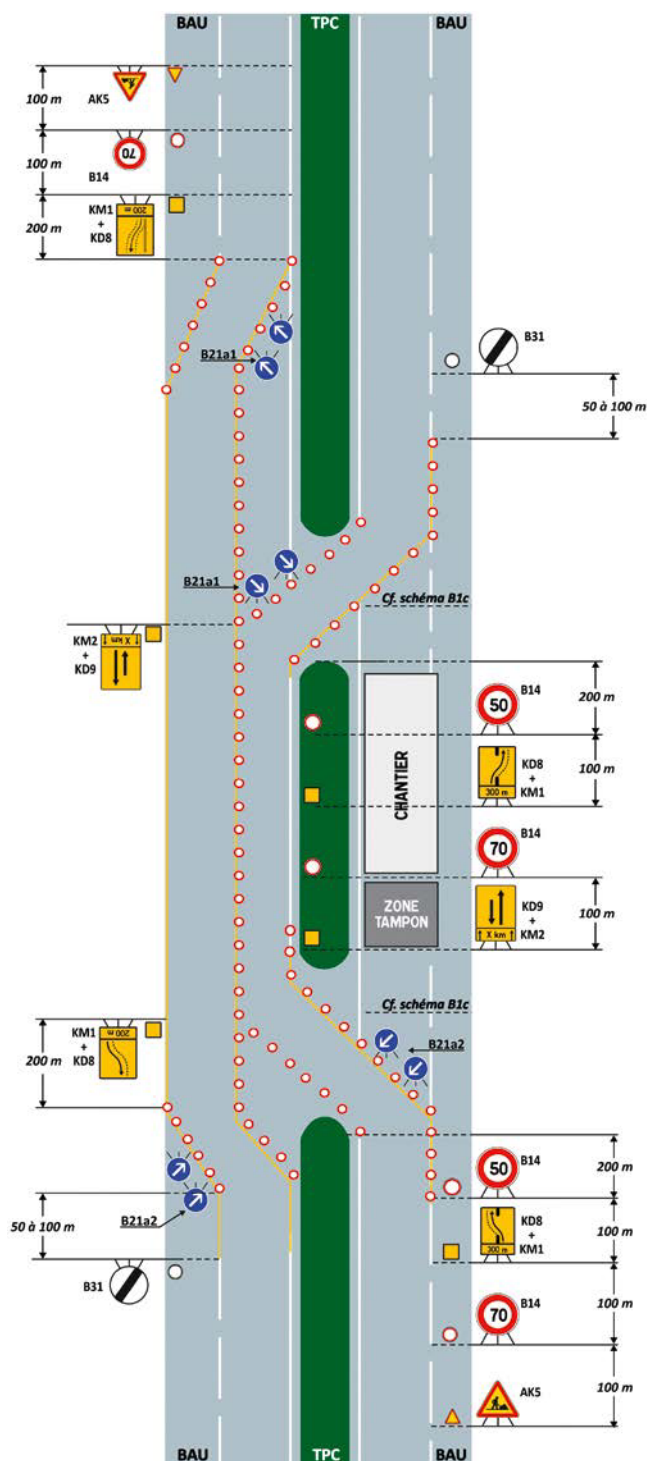 BAU
TPC
BAU
100 m
AK5
100 m
70
B14
200 m
KM1
+
KD8
200 m
B21a1
B31
50 à 100 m
B21a1
Cf. schéma B1c
KM2
+
KD9
X km
CHANTIER
50
B14
200 m
KD8
+
KM1
300 m
100 m
70
B14
ZONE
TAMPON
KD9
+
KM2
X km
100 m
Cf. schéma B1c
KM1
+
KD8
200 m
200 m
B21a2
B21a2
50 à 100 m
B31
50
B14
200 m
KD8
+
KM1
300 m
100 m
70
B14
100 m
AK5
100 m
BAU
TPC
BAU